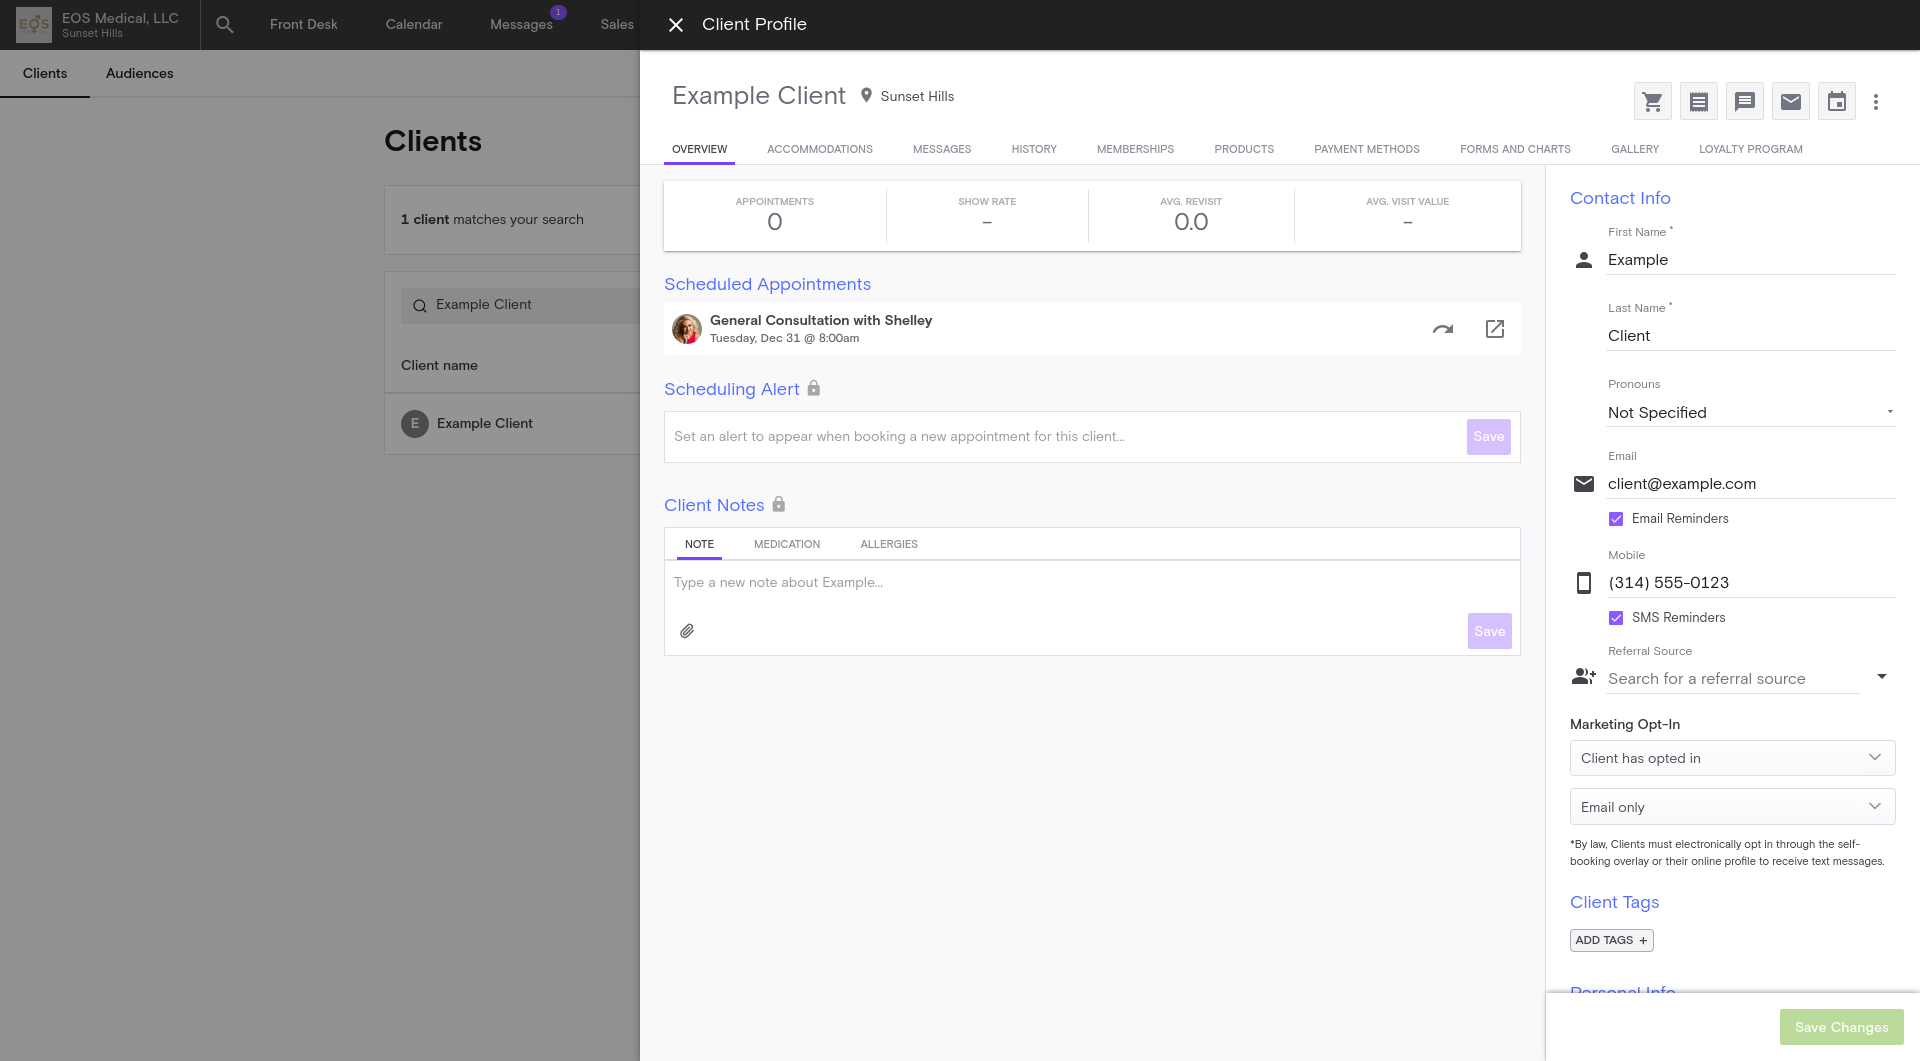 EOS Medical, LLC
Sunset Hills
EOS
Front Desk
Calendar
Messages
1
Sales
Client Profile
Clients
Audiences
Clients
1 client matches your search
Example Client
Client name
E
Example Client
Example Client
Sunset Hills
OVERVIEW
ACCOMMODATIONS
MESSAGES
HISTORY
MEMBERSHIPS
PRODUCTS
PAYMENT METHODS
FORMS AND CHARTS
GALLERY
LOYALTY PROGRAM
APPOINTMENTS
0
SHOW RATE
–
AVG. REVISIT
0.0
AVG. VISIT VALUE
–
Scheduled Appointments
General Consultation with Shelley
Tuesday, Dec 31 @ 8:00am
Scheduling Alert
Set an alert to appear when booking a new appointment for this client...
Save
Client Notes
NOTE
MEDICATION
ALLERGIES
Type a new note about Example...
Save
Contact Info
First Name *
Example
Last Name *
Client
Pronouns
Not Specified
Email
client@example.com
Email Reminders
Mobile
(314) 555-0123
SMS Reminders
Referral Source
Search for a referral source
Marketing Opt-In
Client has opted in
Email only
*By law, Clients must electronically opt in through the self-
booking overlay or their online profile to receive text messages.
Client Tags
ADD TAGS +
Personal Info
Save Changes